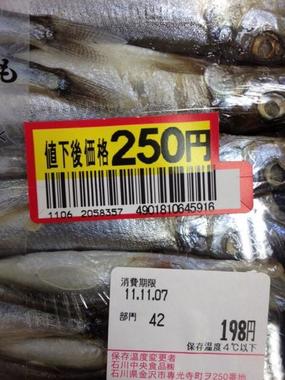 も
値下後価格 250円
1106 2058357 4901810645916
消費期限
11.11.07
部門 42
198円
保存温度4℃以下
保存温度変更者
石川中央食品㈱
石川県金沢市専光寺町ヲ250番地